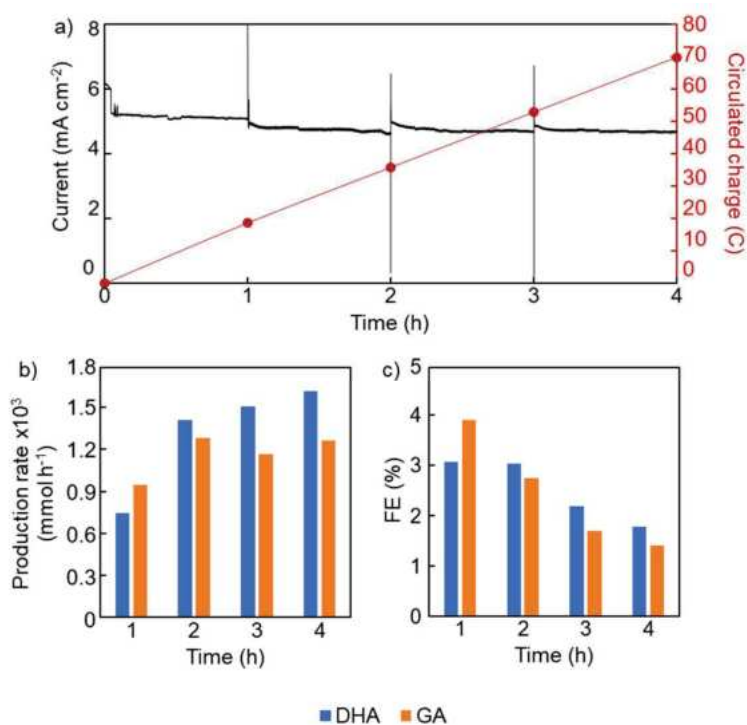 a)
8
6
4
2
0
Current (mA cm⁻²)
80
70
60
50
40
30
20
10
0
Circulated charge (C)
0 1 2 3 4
Time (h)
b)
1.8
1.5
1.2
0.9
0.6
0.3
0
Production rate x10³
(mmol h⁻¹)
1 2 3 4
Time (h)
c)
5
4
3
2
1
0
FE (%)
1 2 3 4
Time (h)
DHA GA